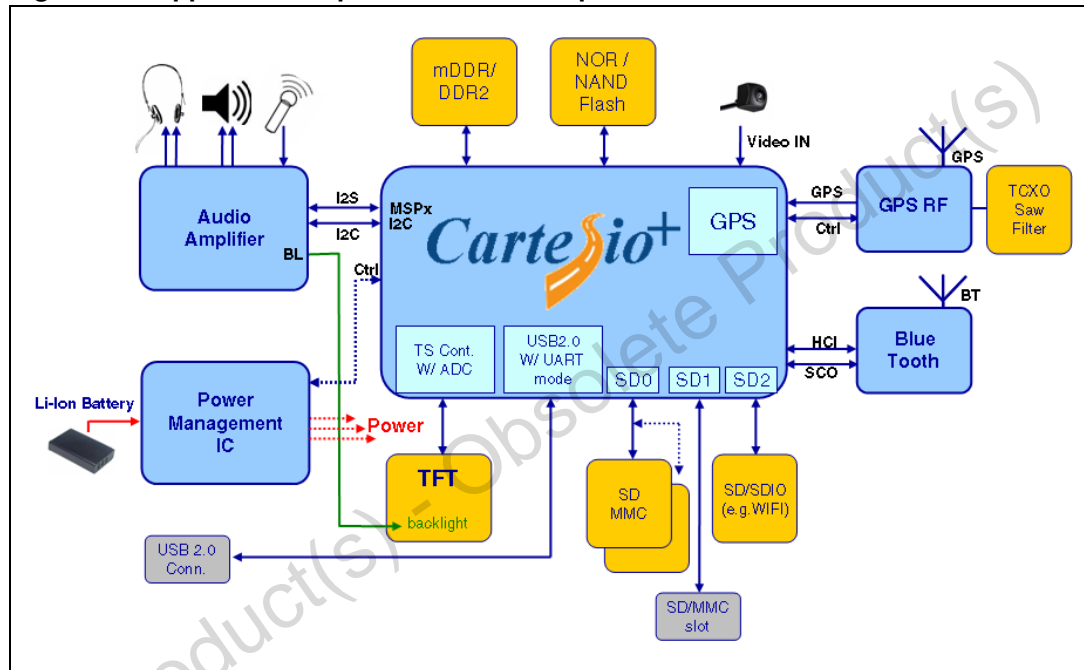 mDDR/
DDR2
NOR /
NAND
Flash
Video IN
Audio
Amplifier
BL
I2S
I2C
MSPx
I2C
Ctrl
Cartesio+
GPS
GPS
Ctrl
GPS RF
GPS
TCXO
Saw
Filter
BT
HCI
SCO
Blue
Tooth
TS Cont.
W/ ADC
USB2.0
W/ UART
mode
SD0
SD1
SD2
Li-Ion Battery
Power
Management
IC
Power
TFT
backlight
SD
MMC
SD/SDIO
(e.g.WIFI)
USB 2.0
Conn.
SD/MMC
slot
oduct(s) - Obsolete Product(s)